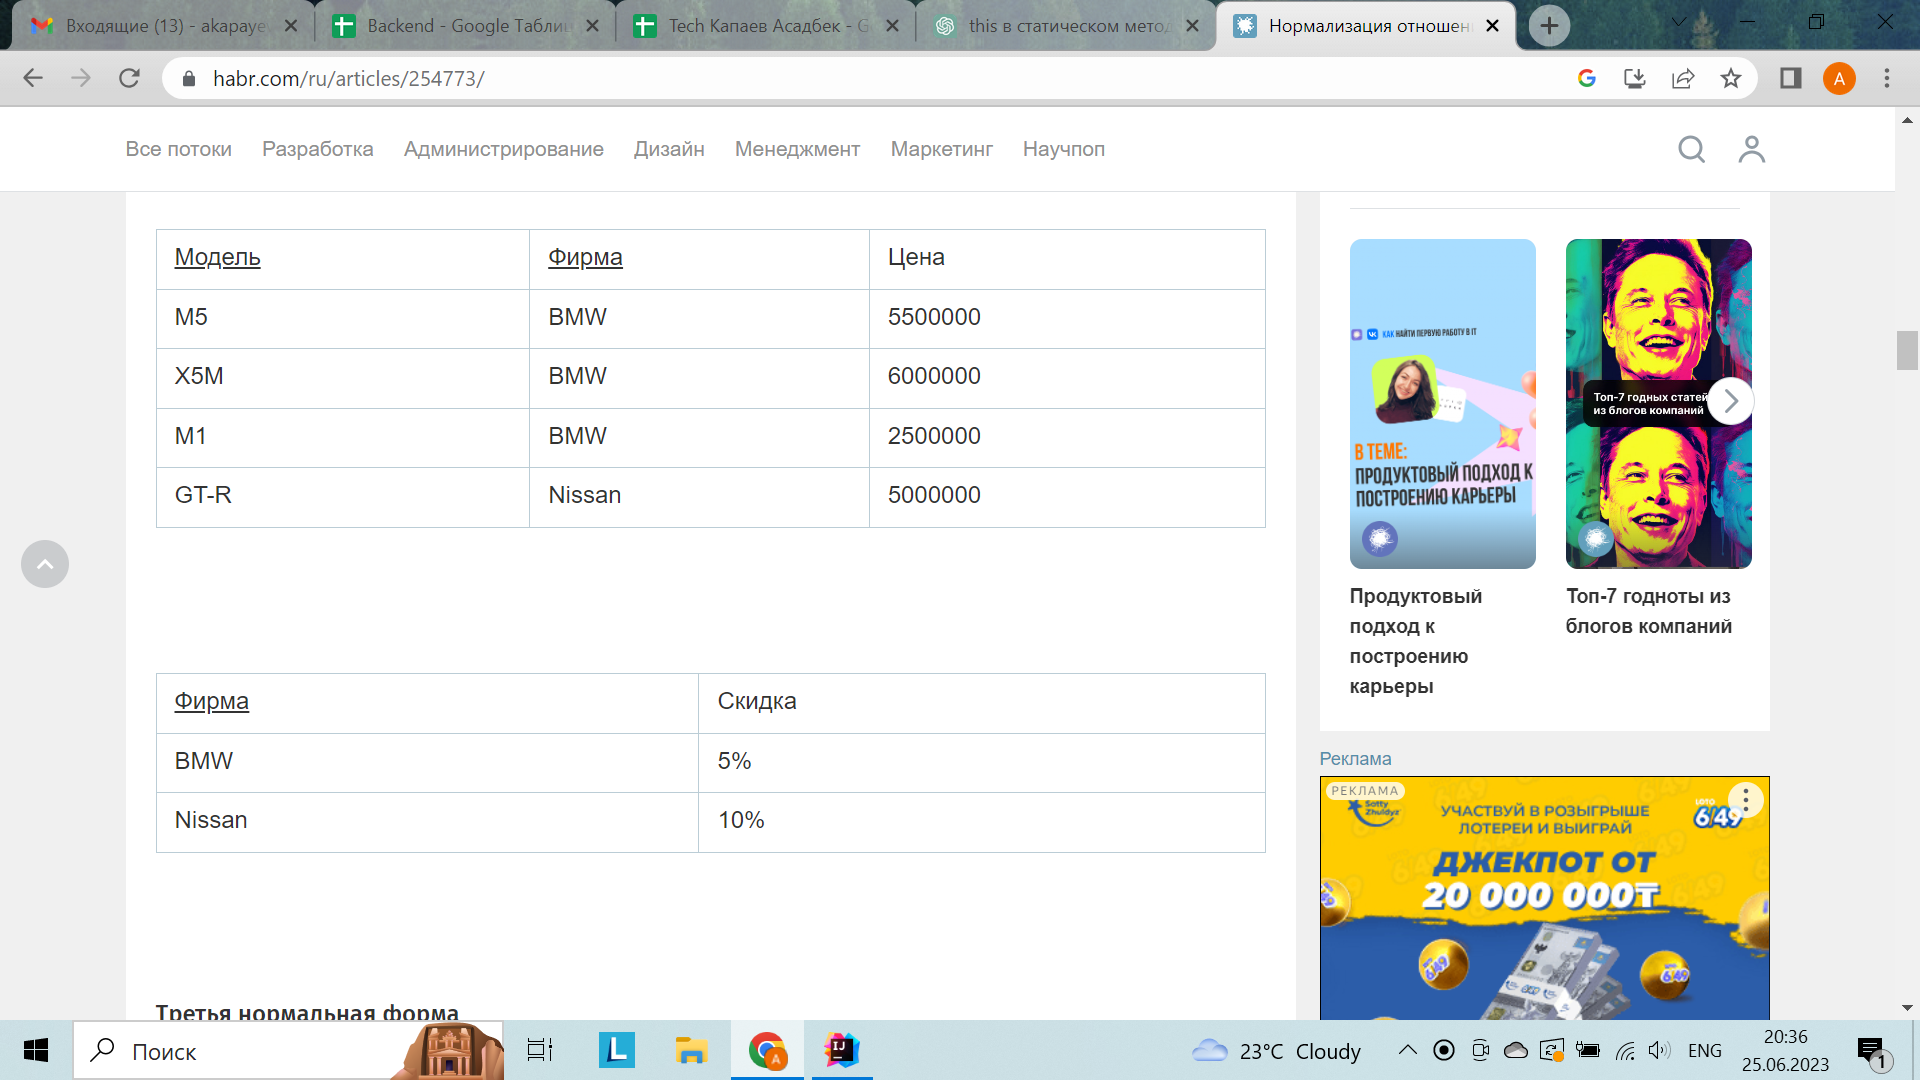 Входящие (13) - akapaye
Backend - Google Таблиц
Tech Капаев Асадбек - G
this в статическом метод
Нормализация отношен
habr.com/ru/articles/254773/
A
Все потоки Разработка Администрирование Дизайн Менеджмент Маркетинг Научпоп
Модель Фирма Цена
M5 BMW 5500000
X5M BMW 6000000
M1 BMW 2500000
GT-R Nissan 5000000
Фирма Скидка
BMW 5%
Nissan 10%
Третья нормальная форма
КАК НАЙТИ ПЕРВУЮ РАБОТУ В IT
В ТЕМЕ:
ПРОДУКТОВЫЙ ПОДХОД К
ПОСТРОЕНИЮ КАРЬЕРЫ
Топ-7 годных статей
из блогов компаний
Продуктовый
подход к
построению
карьеры
Топ-7 годноты из
блогов компаний
Реклама
РЕКЛАМА
Sotty
Zhuldyz
УЧАСТВУЙ В РОЗЫГРЫШЕ
ЛОТЕРЕИ И ВЫИГРАЙ
LOTO
6/49
ДЖЕКПОТ ОТ
20 000 000₸
Поиск
L
A
IJ
23°C Cloudy
ENG
20:36
25.06.2023
1